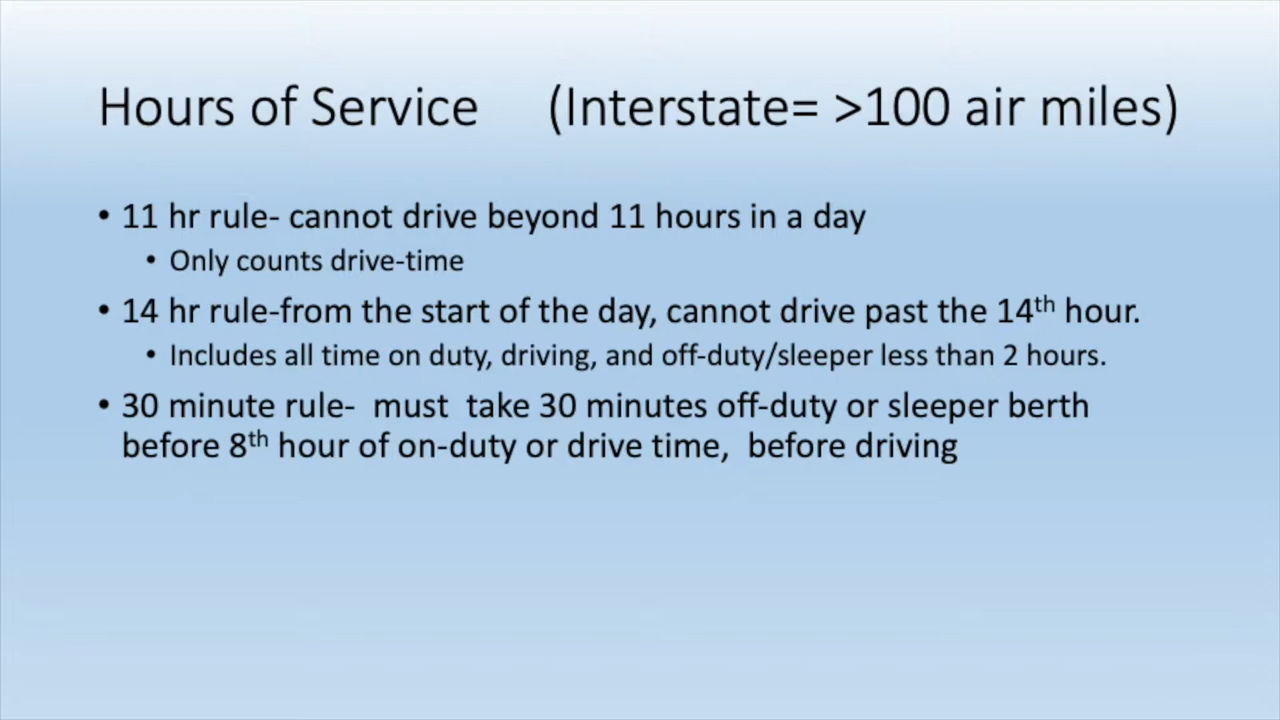 Hours of Service (Interstate= >100 air miles)
• 11 hr rule- cannot drive beyond 11 hours in a day
• Only counts drive-time
• 14 hr rule-from the start of the day, cannot drive past the 14th hour.
• Includes all time on duty, driving, and off-duty/sleeper less than 2 hours.
• 30 minute rule- must take 30 minutes off-duty or sleeper berth
before 8th hour of on-duty or drive time, before driving